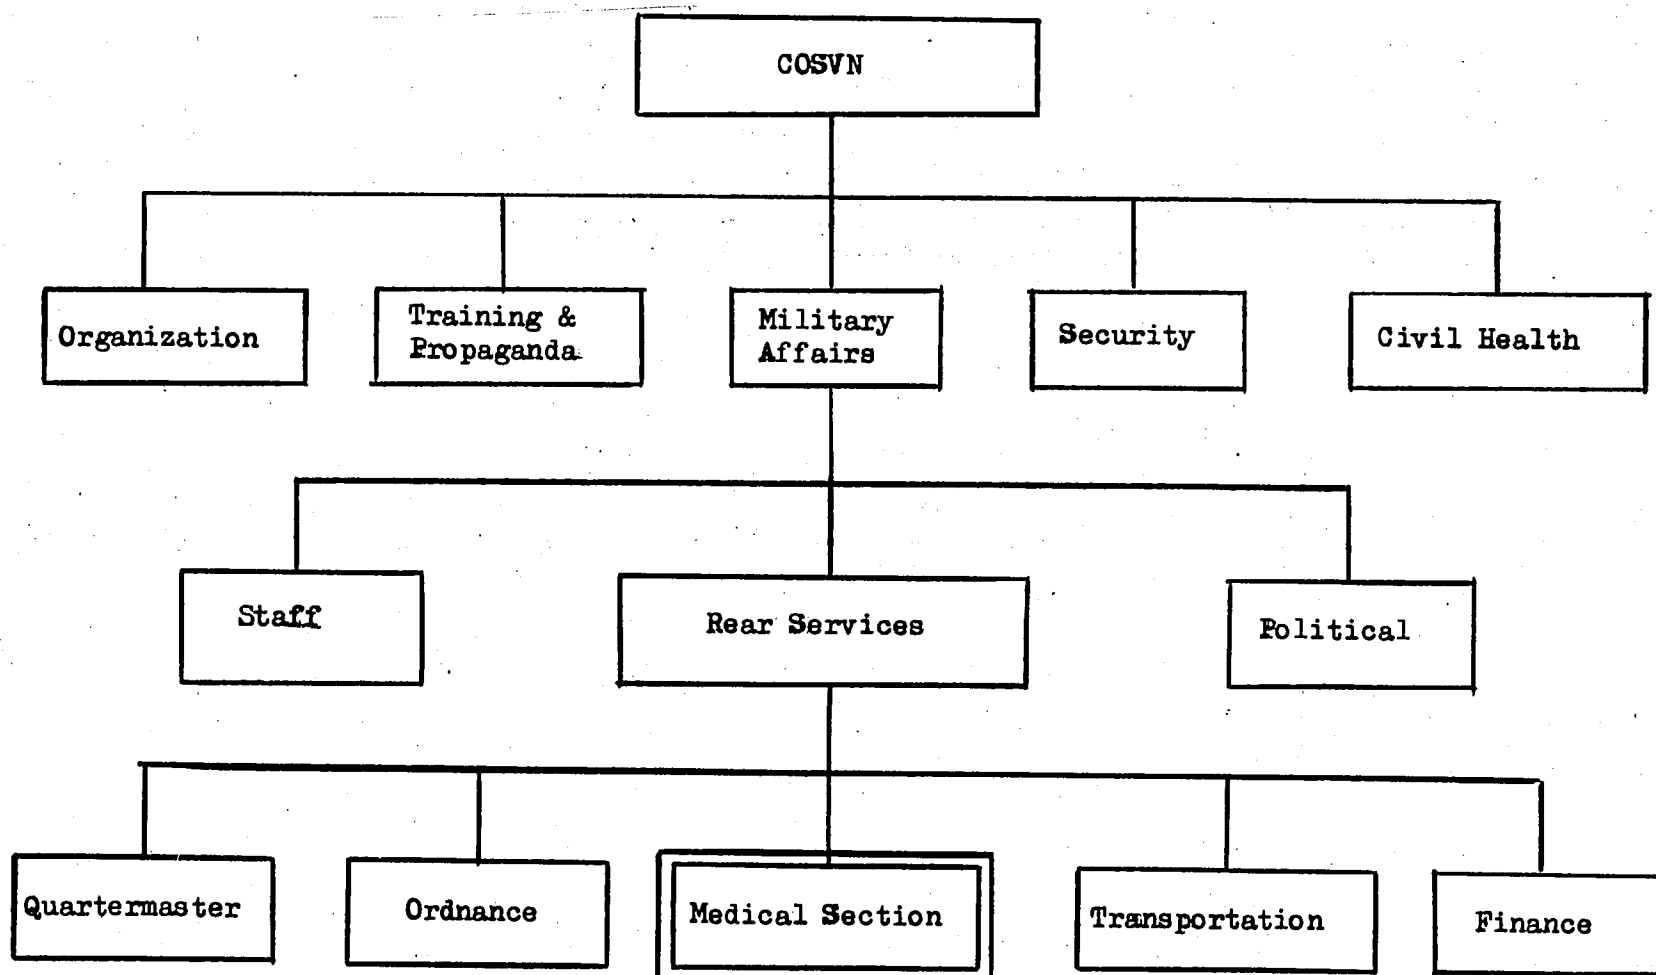 COSVN
Organization
Training &
Propaganda
Military
Affairs
Security
Civil Health
Staff
Rear Services
Political
Quartermaster
Ordnance
Medical Section
Transportation
Finance